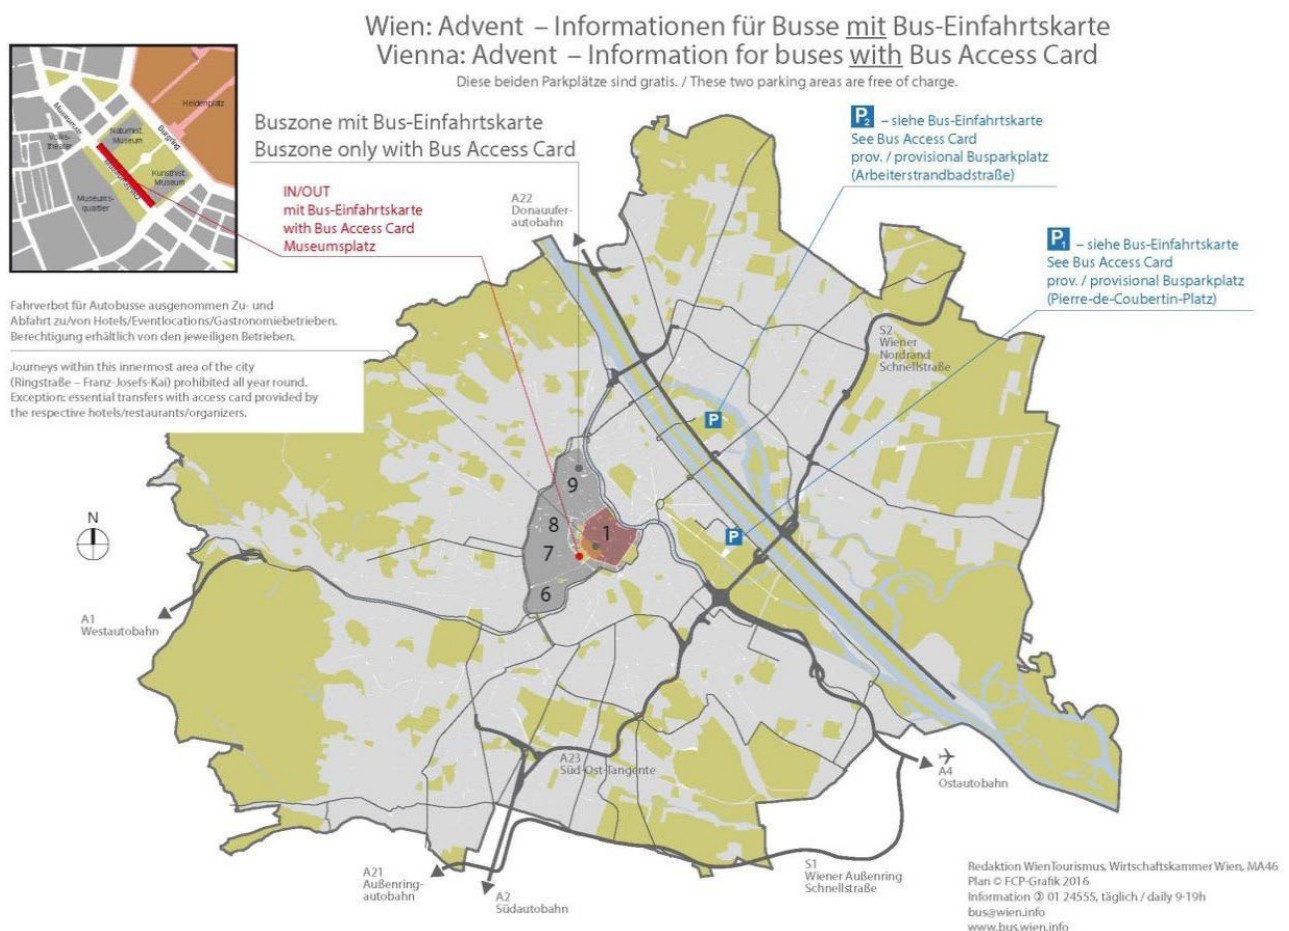 Wien: Advent – Informationen für Busse mit Bus-Einfahrtskarte
Vienna: Advent – Information for buses with Bus Access Card
Diese beiden Parkplätze sind gratis. / These two parking areas are free of charge.
Heldenplatz
Museumstr.
Burgring
Volks-
theater
Naturhist.
Museum
Museumsplatz
Kunsthist.
Museum
Museums-
quartier
Buszone mit Bus-Einfahrtskarte
Buszone only with Bus Access Card
IN/OUT
mit Bus-Einfahrtskarte
with Bus Access Card
Museumsplatz
P2 – siehe Bus-Einfahrtskarte
See Bus Access Card
prov. / provisional Busparkplatz
(Arbeiterstrandbadstraße)
P1 – siehe Bus-Einfahrtskarte
See Bus Access Card
prov. / provisional Busparkplatz
(Pierre-de-Coubertin-Platz)
Fahrverbot für Autobusse ausgenommen Zu- und
Abfahrt zu/von Hotels/Eventlocations/Gastronomiebetrieben.
Berechtigung erhältlich von den jeweiligen Betrieben.
Journeys within this innermost area of the city
(Ringstraße – Franz-Josefs-Kai) prohibited all year round.
Exception: essential transfers with access card provided by
the respective hotels/restaurants/organizers.
A22
Donauufer-
autobahn
S2
Wiener
Nordrand
Schnellstraße
P
P
9
8
1
7
6
N
A1
Westautobahn
A23
Süd-Ost-Tangente
A4
Ostautobahn
A21
Außenring-
autobahn
A2
Südautobahn
S1
Wiener Außenring
Schnellstraße
Redaktion WienTourismus, Wirtschaftskammer Wien, MA46
Plan © FCP-Grafik 2016
Information ✆ 01 24555, täglich / daily 9-19h
bus@wien.info
www.bus.wien.info